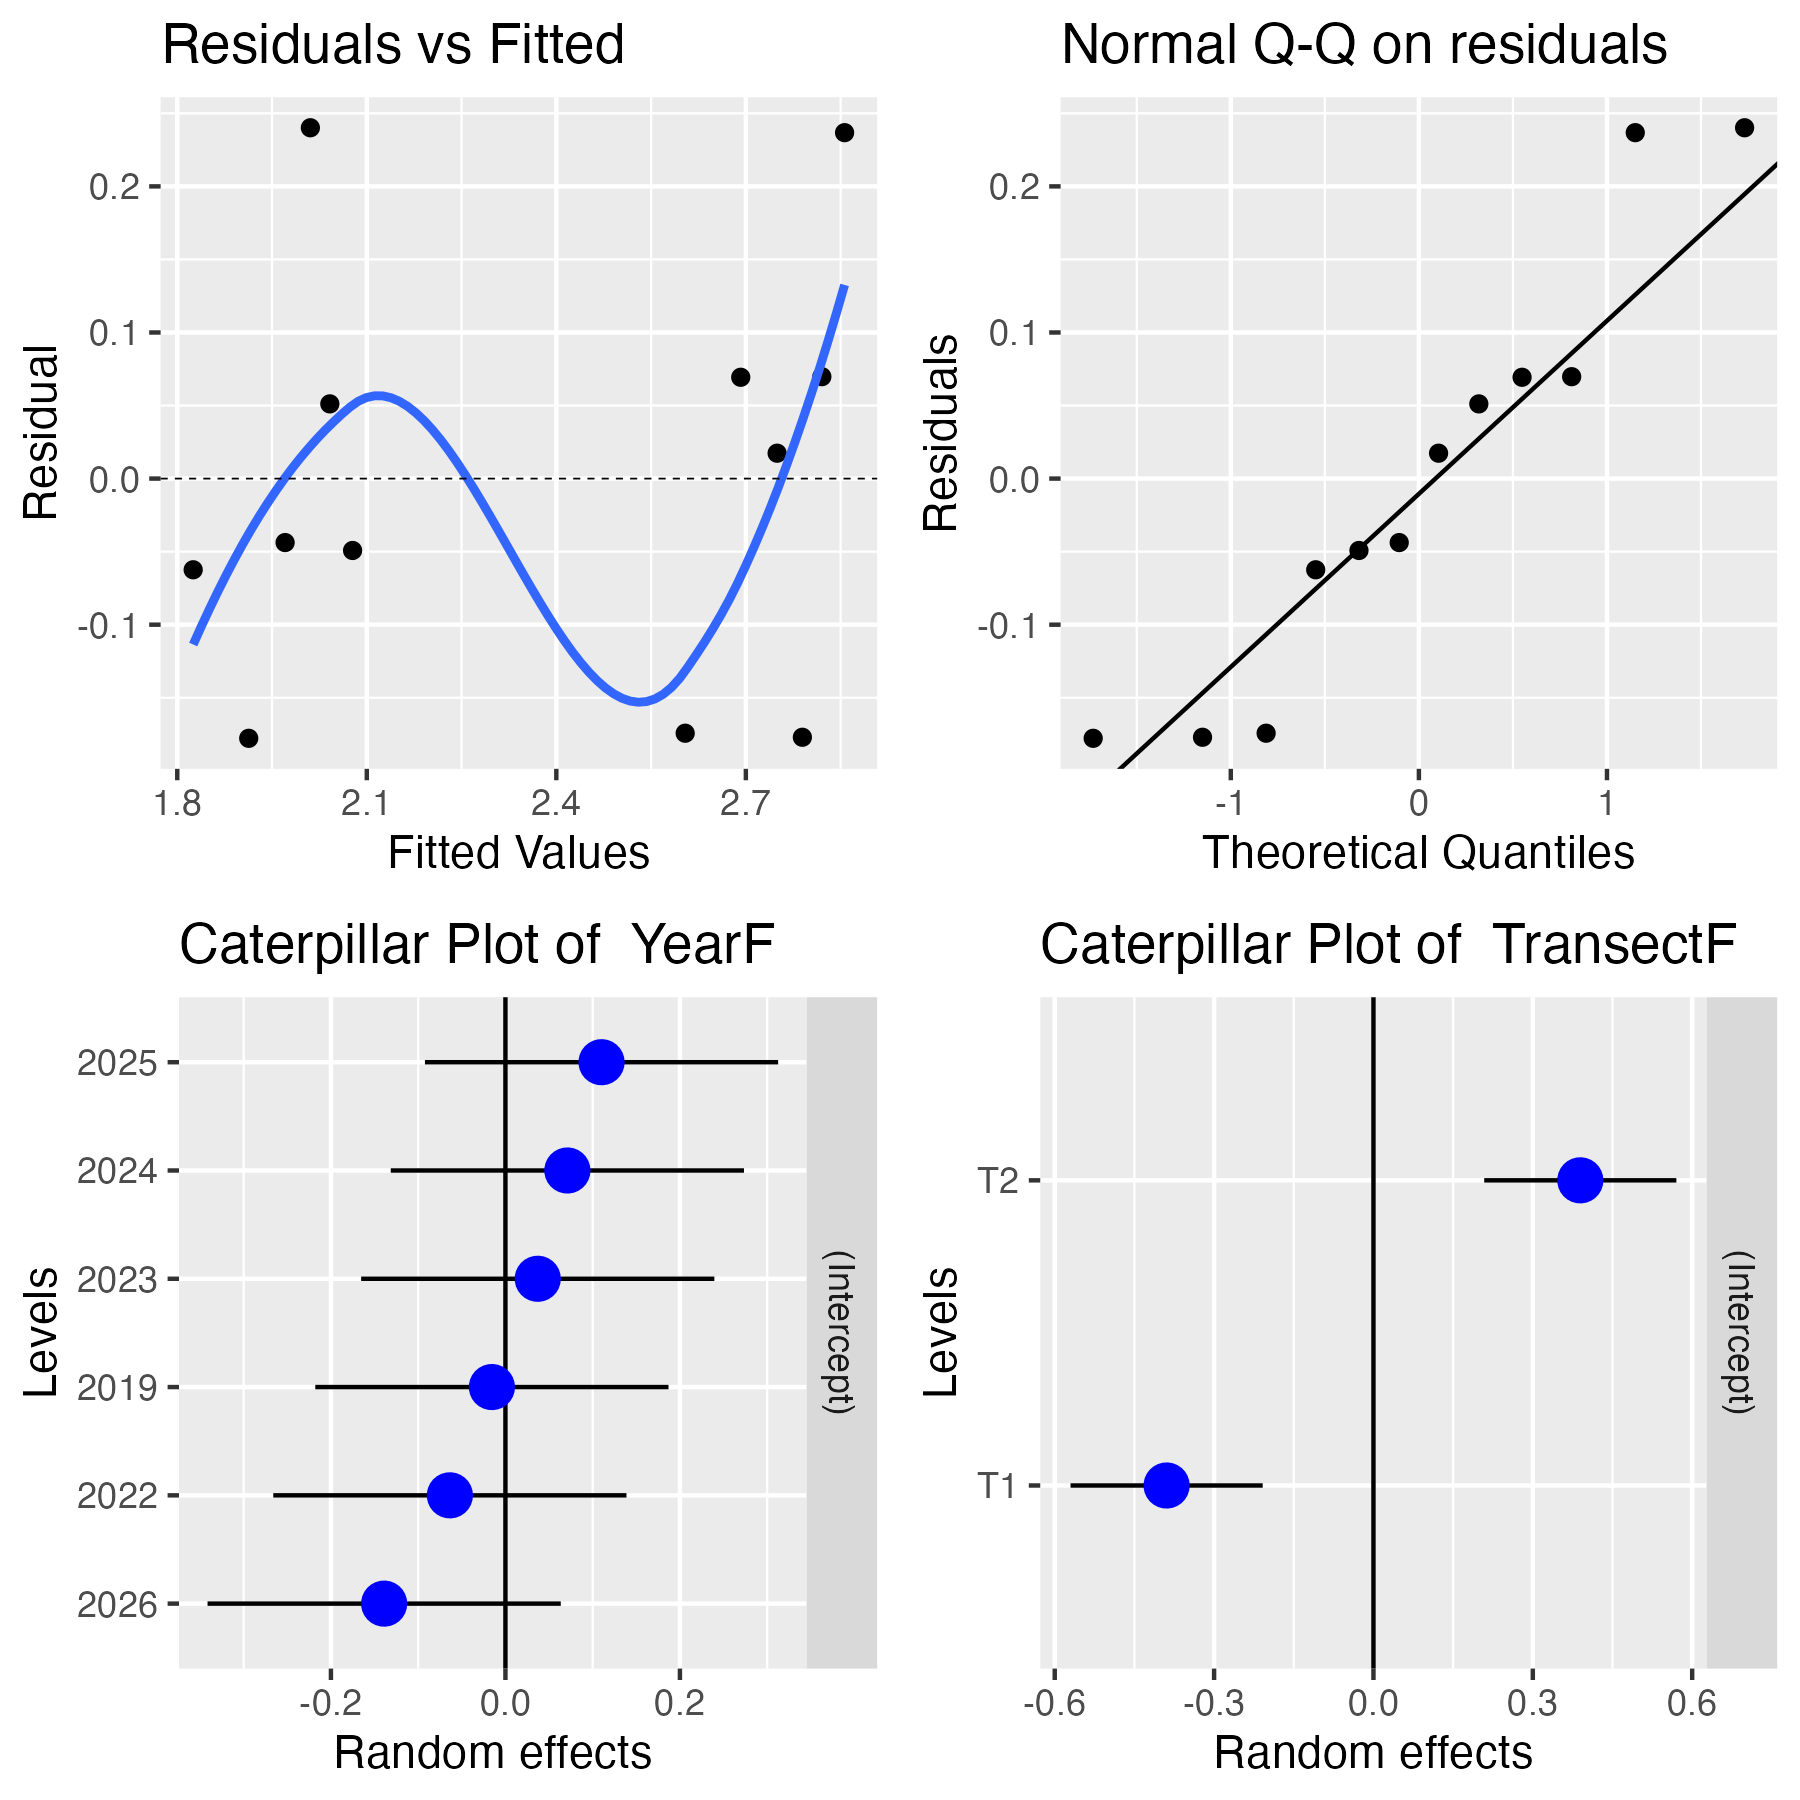 Residuals vs Fitted
Residual
0.2
0.1
0.0
-0.1
1.8 2.1 2.4 2.7
Fitted Values
Normal Q-Q on residuals
Residuals
0.2
0.1
0.0
-0.1
-1 0 1
Theoretical Quantiles
Caterpillar Plot of  YearF
Levels
2025
2024
2023
2019
2022
2026
(Intercept)
-0.2 0.0 0.2
Random effects
Caterpillar Plot of  TransectF
Levels
T2
T1
(Intercept)
-0.6 -0.3 0.0 0.3 0.6
Random effects